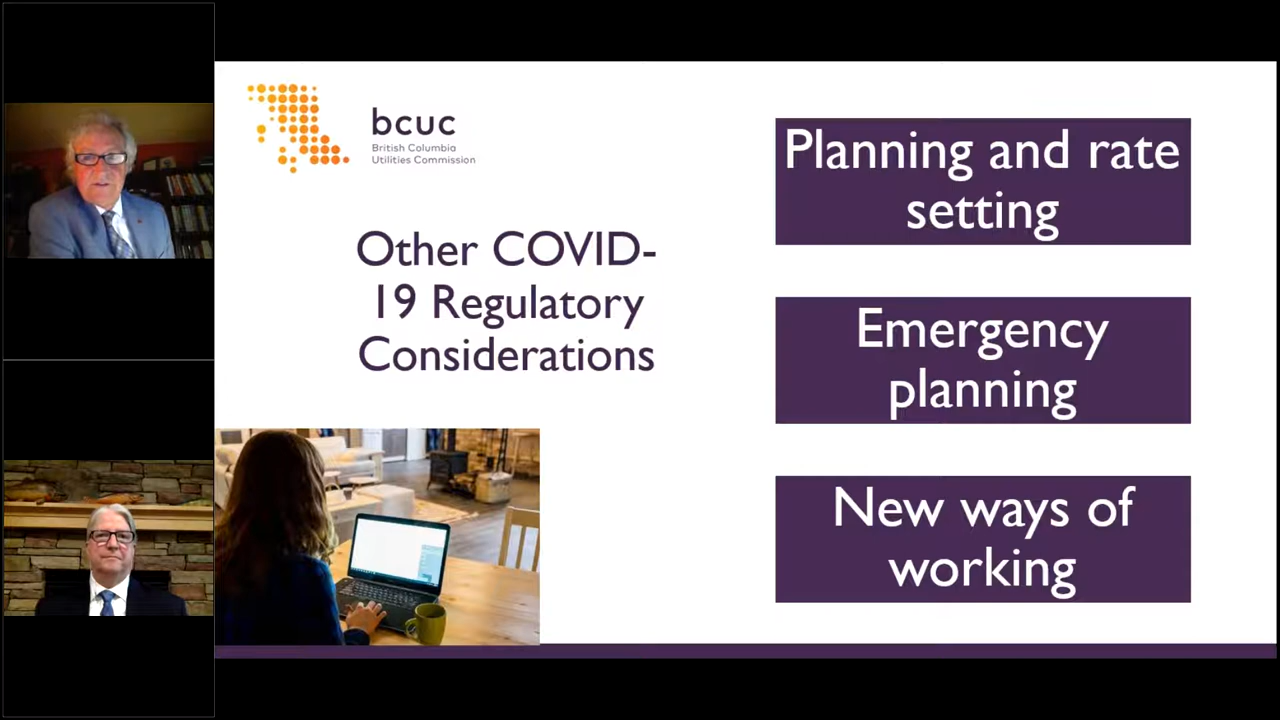 bcuc
British Columbia
Utilities Commission
Other COVID-
19 Regulatory
Considerations
Planning and rate
setting
Emergency
planning
New ways of
working